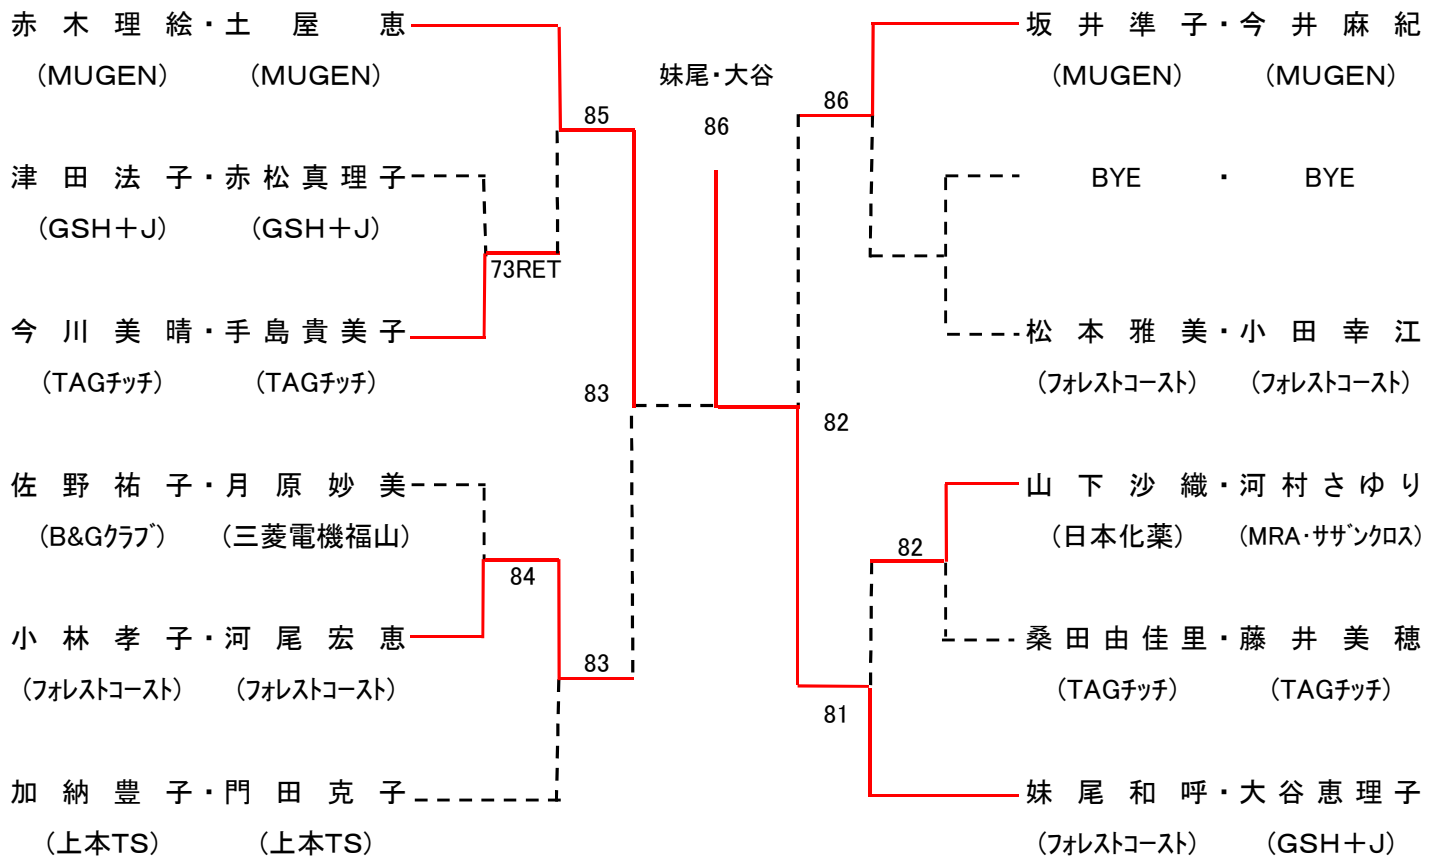 赤木理絵・土屋恵
(MUGEN) (MUGEN)
85
津田法子・赤松真理子
(GSH＋J) (GSH＋J)
73RET
今川美晴・手島貴美子
(TAGﾁｯﾁ) (TAGﾁｯﾁ)
83
佐野祐子・月原妙美
(B&Gｸﾗﾌﾞ) (三菱電機福山)
84
小林孝子・河尾宏恵
(ﾌｫﾚｽﾄｺｰｽﾄ) (ﾌｫﾚｽﾄｺｰｽﾄ)
83
加納豊子・門田克子
(上本TS) (上本TS)
妹尾・大谷
86
坂井準子・今井麻紀
(MUGEN) (MUGEN)
86
BYE ・ BYE
松本雅美・小田幸江
(ﾌｫﾚｽﾄｺｰｽﾄ) (ﾌｫﾚｽﾄｺｰｽﾄ)
82
山下沙織・河村さゆり
(日本化薬) (MRA･ｻｻﾞﾝｸﾛｽ)
82
桑田由佳里・藤井美穂
(TAGﾁｯﾁ) (TAGﾁｯﾁ)
81
妹尾和呼・大谷恵理子
(ﾌｫﾚｽﾄｺｰｽﾄ) (GSH＋J)